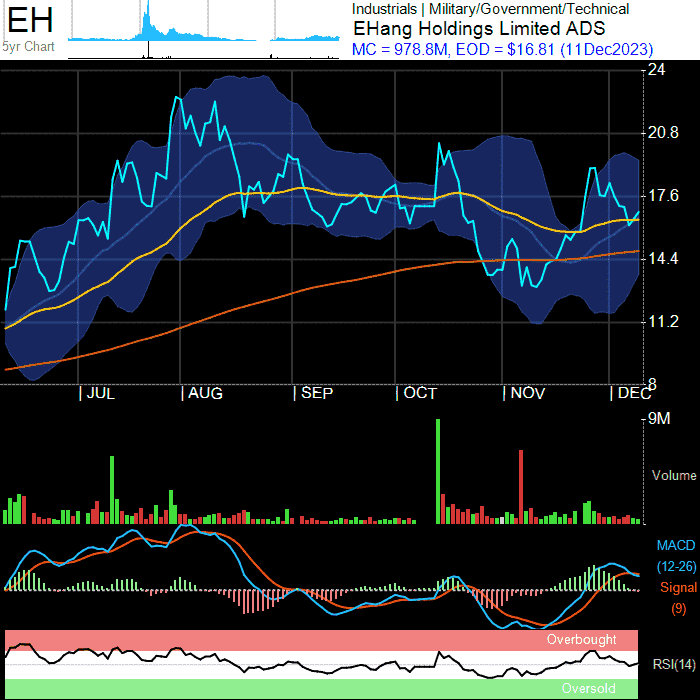 EH
5yr Chart
Industrials | Military/Government/Technical
EHang Holdings Limited ADS
MC = 978.8M, EOD = $16.81 (11Dec2023)
24
20.8
17.6
14.4
11.2
8
JUL
AUG
SEP
OCT
NOV
DEC
9M
Volume
MACD
(12-26)
Signal
(9)
Overbought
RSI(14)
Oversold